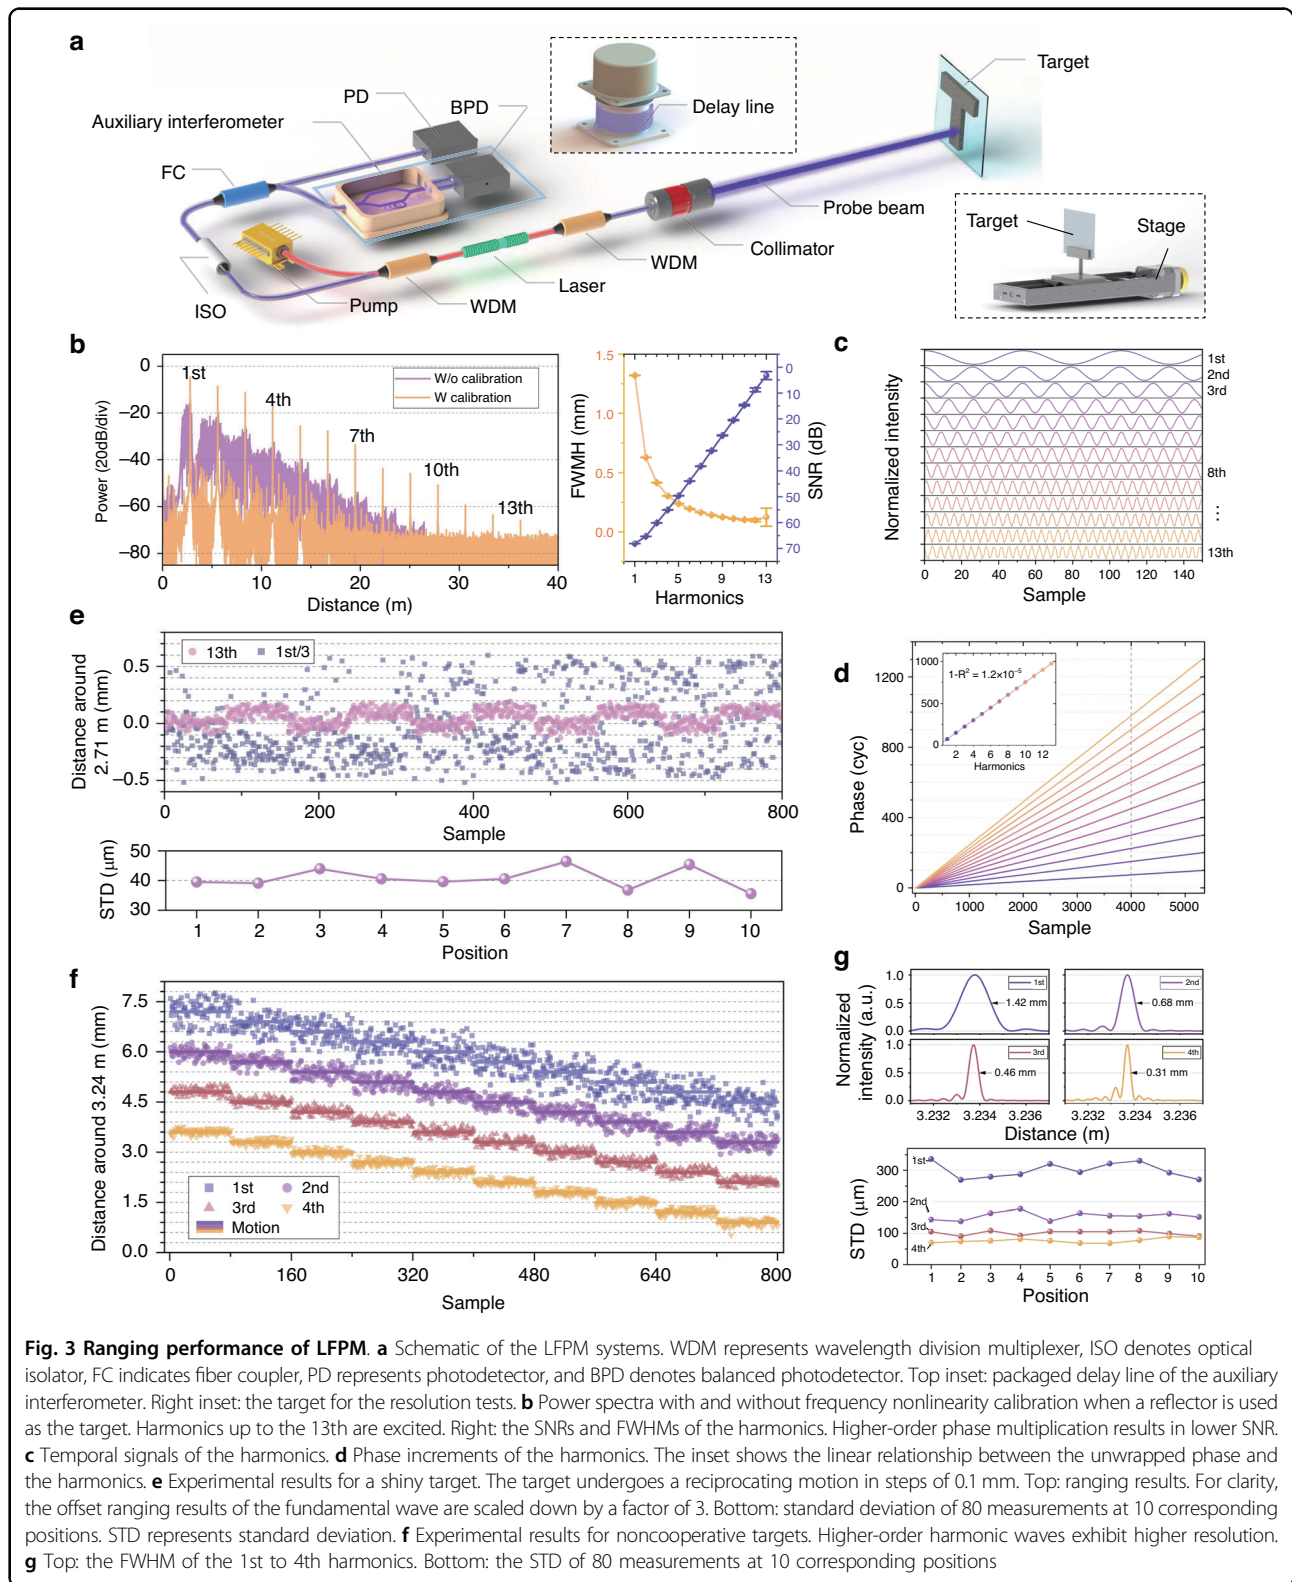 a
PD
BPD
Auxiliary interferometer
FC
Delay line
Target
Probe beam
Collimator
WDM
Laser
WDM
Pump
ISO
Target
Stage
b
Power (20dB/div)
0
−20
−40
−60
−80
1st
4th
7th
10th
13th
W/o calibration
W calibration
0 10 20 30 40
Distance (m)
FWMH (mm)
1.5
1.0
0.5
0.0
SNR (dB)
0
10
20
30
40
50
60
70
1 5 9 13
Harmonics
c
Normalized intensity
1st
2nd
3rd
8th
⋮
13th
0 20 40 60 80 100 120 140
Sample
e
Distance around
2.71 m (mm)
0.5
0.0
−0.5
13th 1st/3
0 200 400 600 800
Sample
STD (μm)
50
40
30
1 2 3 4 5 6 7 8 9 10
Position
d
Phase (cyc)
1200
1000
800
600
400
200
0
1000
500
0
1-R² = 1.2×10⁻⁵
2 4 6 8 10 12
Harmonics
0 1000 2000 3000 4000 5000
Sample
f
Distance around 3.24 m (mm)
7.5
6.0
4.5
3.0
1.5
0.0
1st 2nd
3rd 4th
Motion
0 160 320 480 640 800
Sample
g
Normalized
intensity (a.u.)
1.0
0.5
0.0
1st
1.42 mm
2nd
0.68 mm
1.0
0.5
0.0
3rd
0.46 mm
4th
0.31 mm
3.232 3.234 3.236 3.232 3.234 3.236
Distance (m)
STD (μm)
300
200
100
0
1st
2nd
3rd
4th
1 2 3 4 5 6 7 8 9 10
Position
Fig. 3 Ranging performance of LFPM. a Schematic of the LFPM systems. WDM represents wavelength division multiplexer, ISO denotes optical
isolator, FC indicates fiber coupler, PD represents photodetector, and BPD denotes balanced photodetector. Top inset: packaged delay line of the auxiliary
interferometer. Right inset: the target for the resolution tests. b Power spectra with and without frequency nonlinearity calibration when a reflector is used
as the target. Harmonics up to the 13th are excited. Right: the SNRs and FWHMs of the harmonics. Higher-order phase multiplication results in lower SNR.
c Temporal signals of the harmonics. d Phase increments of the harmonics. The inset shows the linear relationship between the unwrapped phase and
the harmonics. e Experimental results for a shiny target. The target undergoes a reciprocating motion in steps of 0.1 mm. Top: ranging results. For clarity,
the offset ranging results of the fundamental wave are scaled down by a factor of 3. Bottom: standard deviation of 80 measurements at 10 corresponding
positions. STD represents standard deviation. f Experimental results for noncooperative targets. Higher-order harmonic waves exhibit higher resolution.
g Top: the FWHM of the 1st to 4th harmonics. Bottom: the STD of 80 measurements at 10 corresponding positions